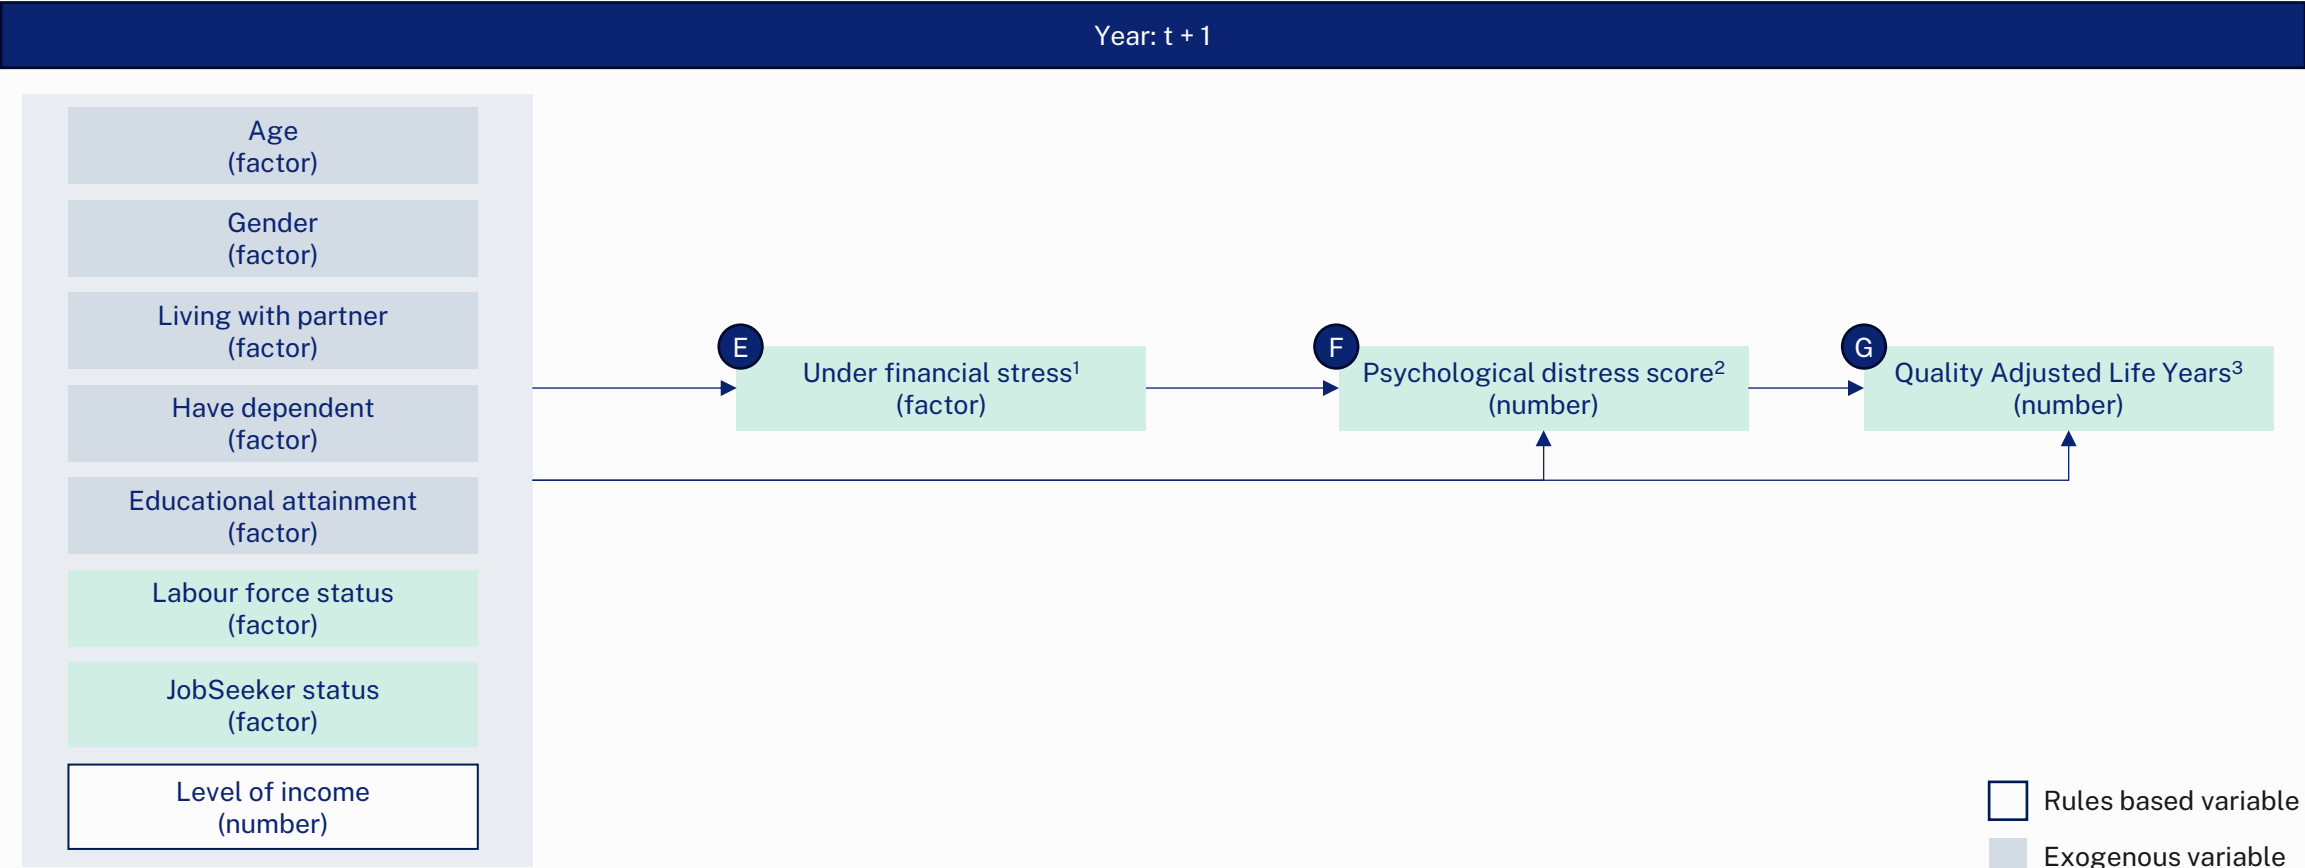 Year: t + 1
Age
(factor)
Gender
(factor)
Living with partner
(factor)
Have dependent
(factor)
Educational attainment
(factor)
Labour force status
(factor)
JobSeeker status
(factor)
Level of income
(number)
E
Under financial stress¹
(factor)
F
Psychological distress score²
(number)
G
Quality Adjusted Life Years³
(number)
Rules based variable
Exogenous variable